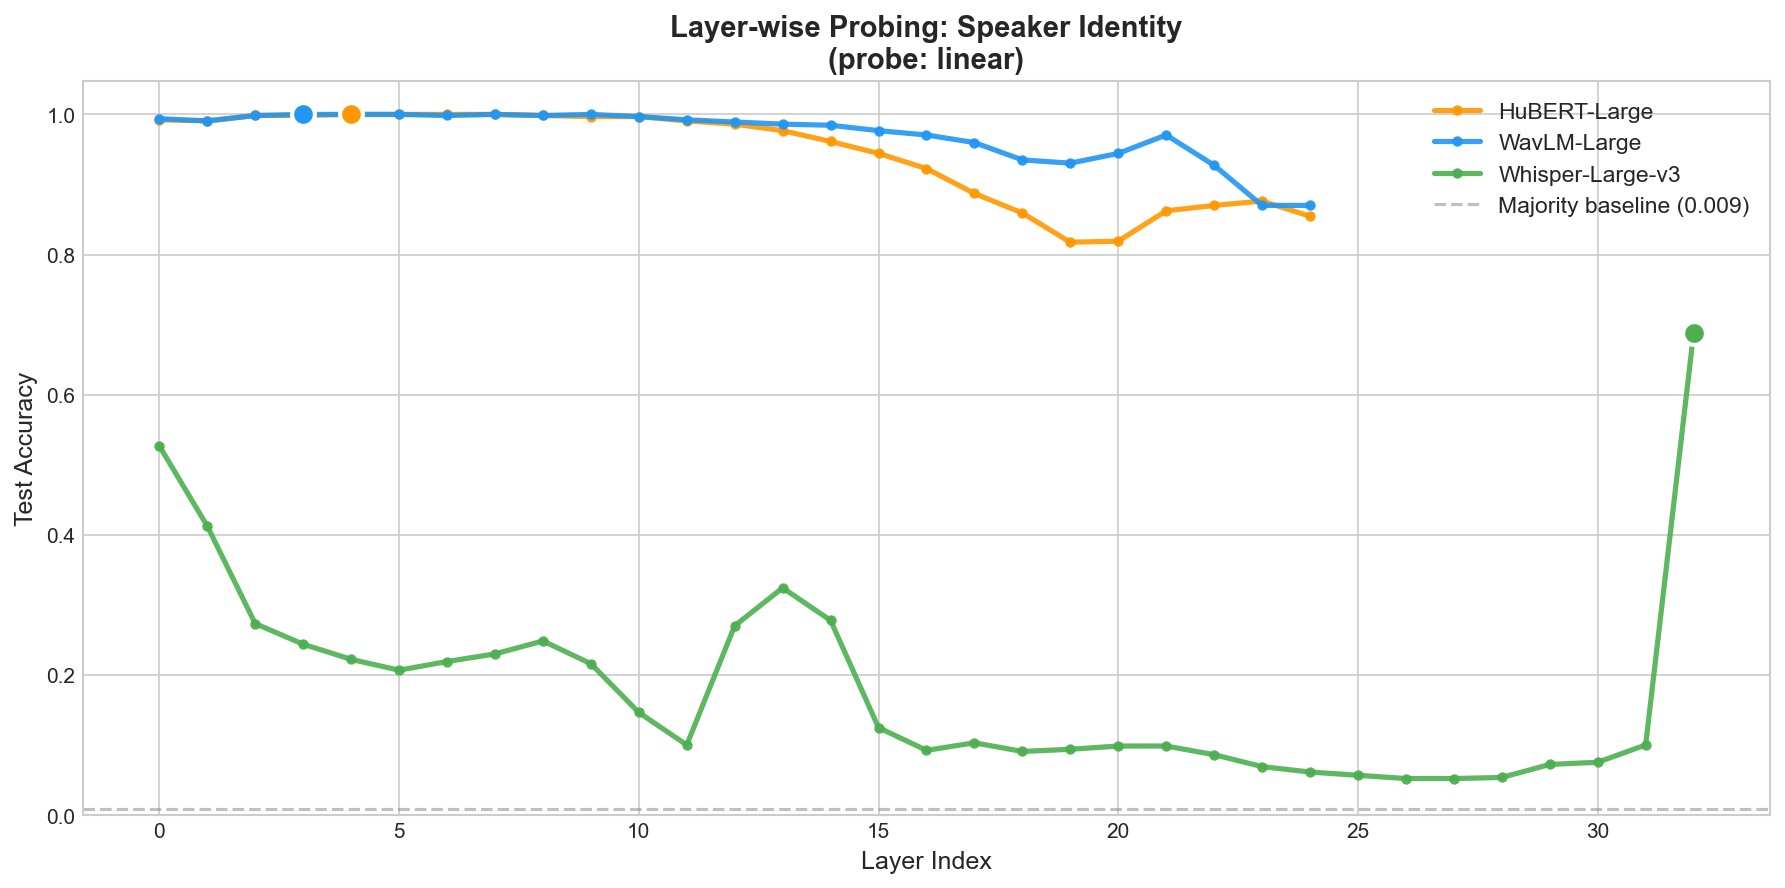 Layer-wise Probing: Speaker Identity
(probe: linear)
HuBERT-Large
WavLM-Large
Whisper-Large-v3
Majority baseline (0.009)
Test Accuracy
1.0
0.8
0.6
0.4
0.2
0.0
0 5 10 15 20 25 30
Layer Index